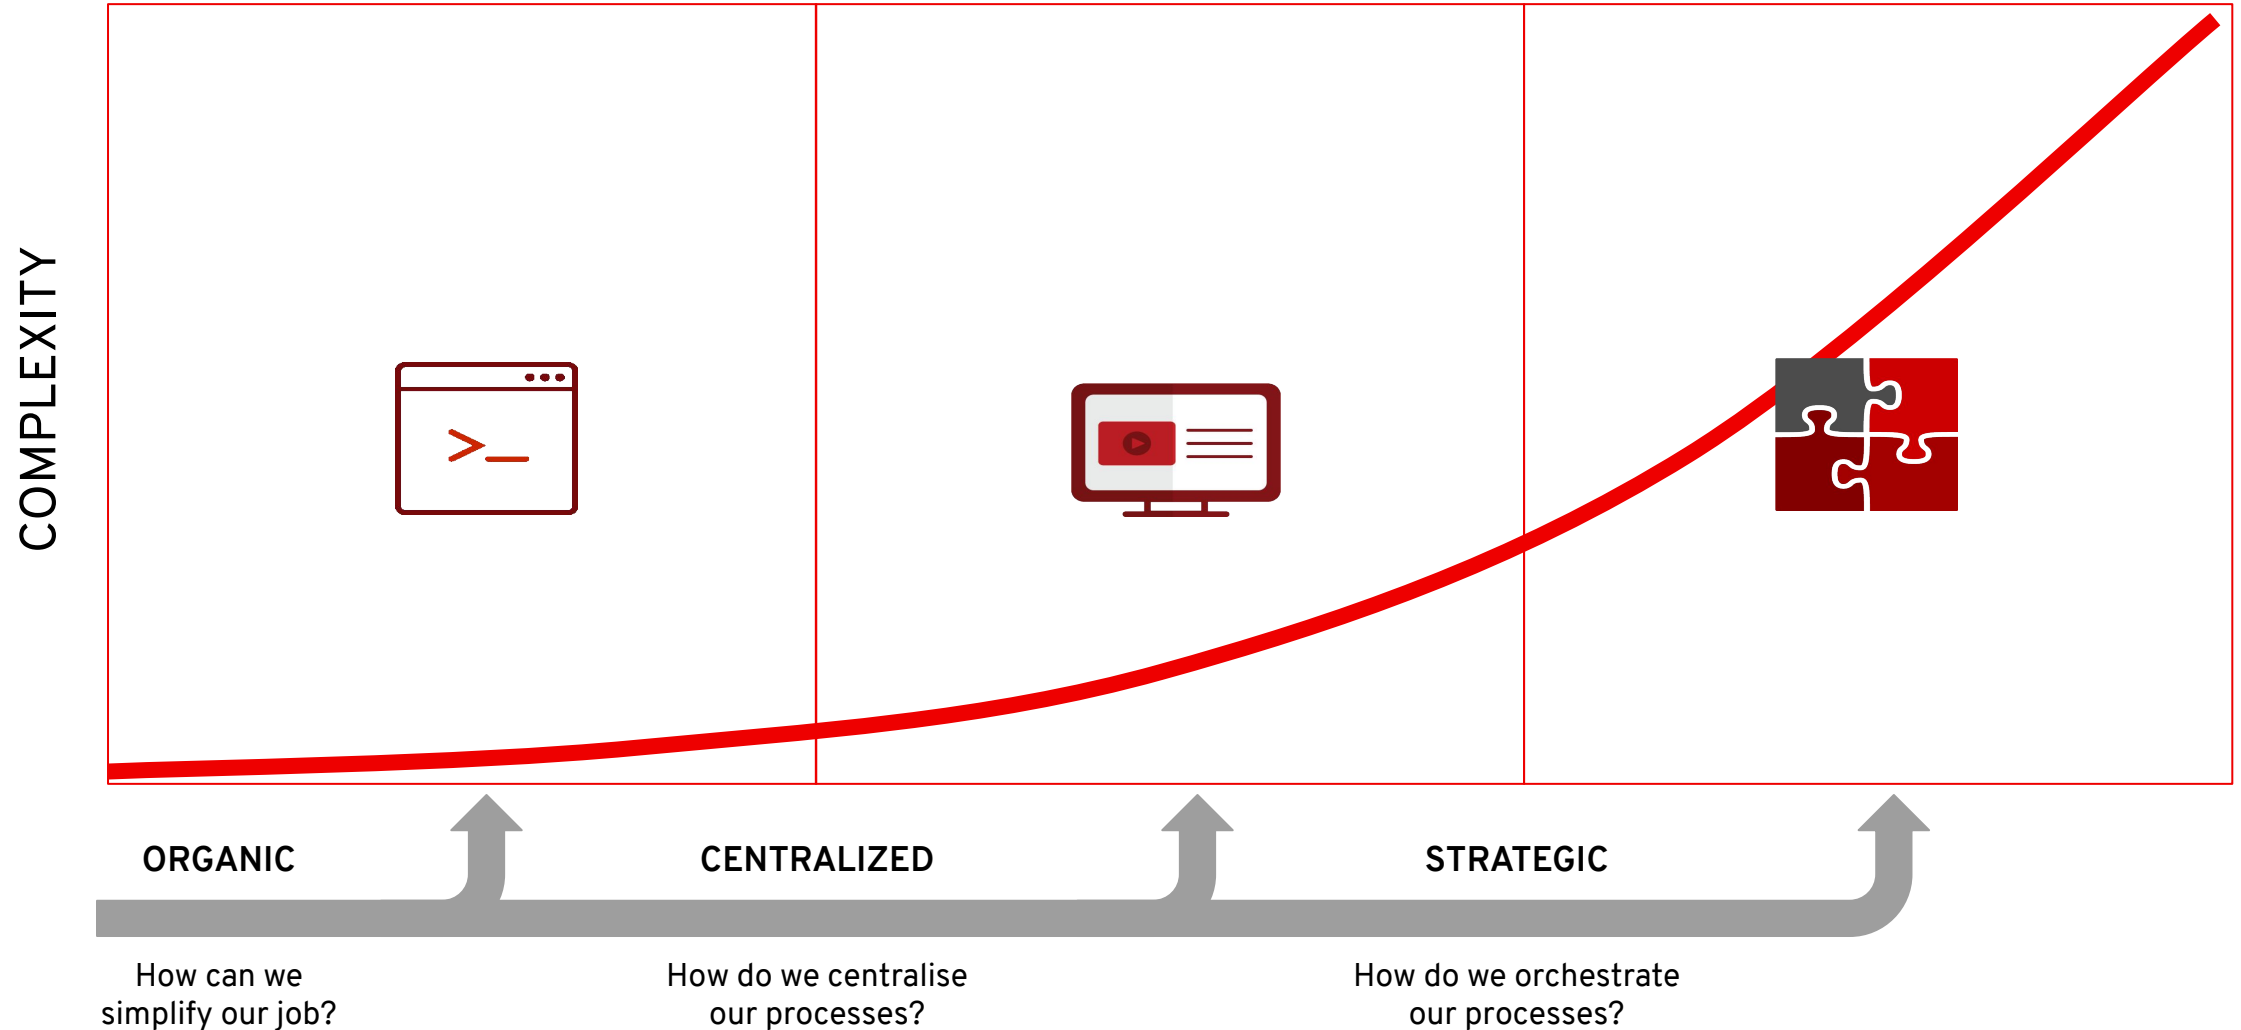 COMPLEXITY
>_
ORGANIC
CENTRALIZED
STRATEGIC
How can we
simplify our job?
How do we centralise
our processes?
How do we orchestrate
our processes?